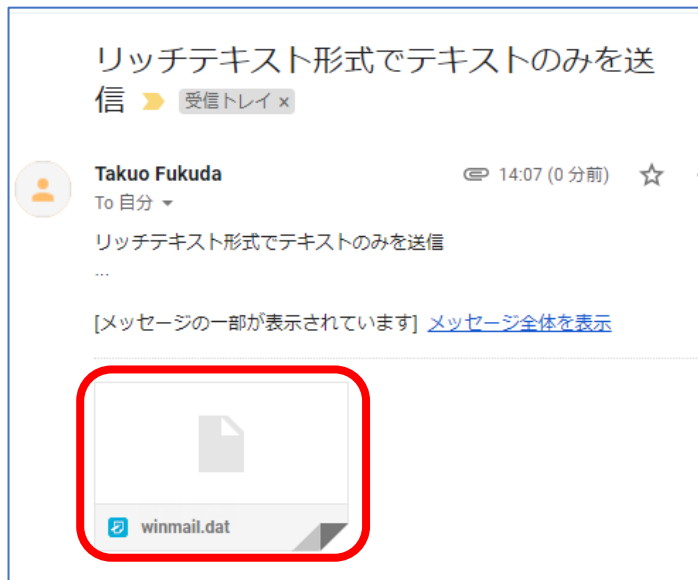 リッチテキスト形式でテキストのみを送
信 受信トレイ ×
Takuo Fukuda 14:07 (0 分前)
To 自分
リッチテキスト形式でテキストのみを送信
...
[メッセージの一部が表示されています] メッセージ全体を表示
winmail.dat